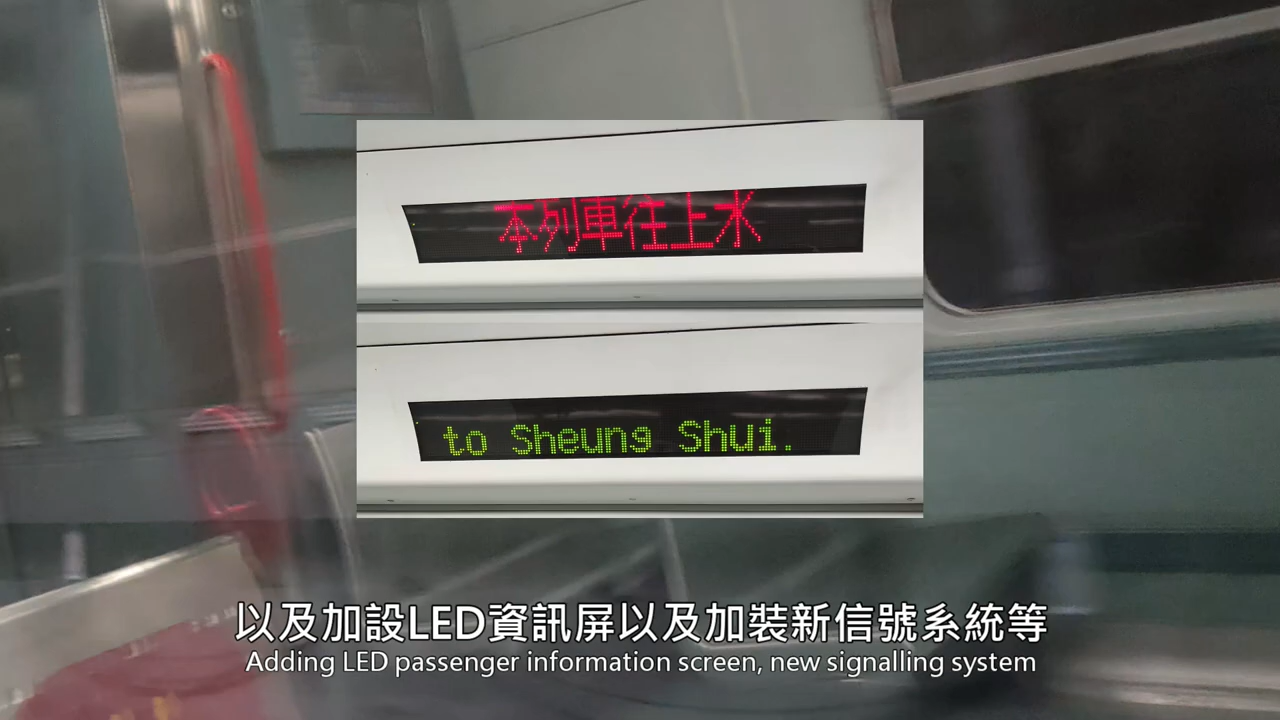 本列車往上水
to Sheung Shui.
以及加設LED資訊屏以及加裝新信號系統等
Adding LED passenger information screen, new signalling system